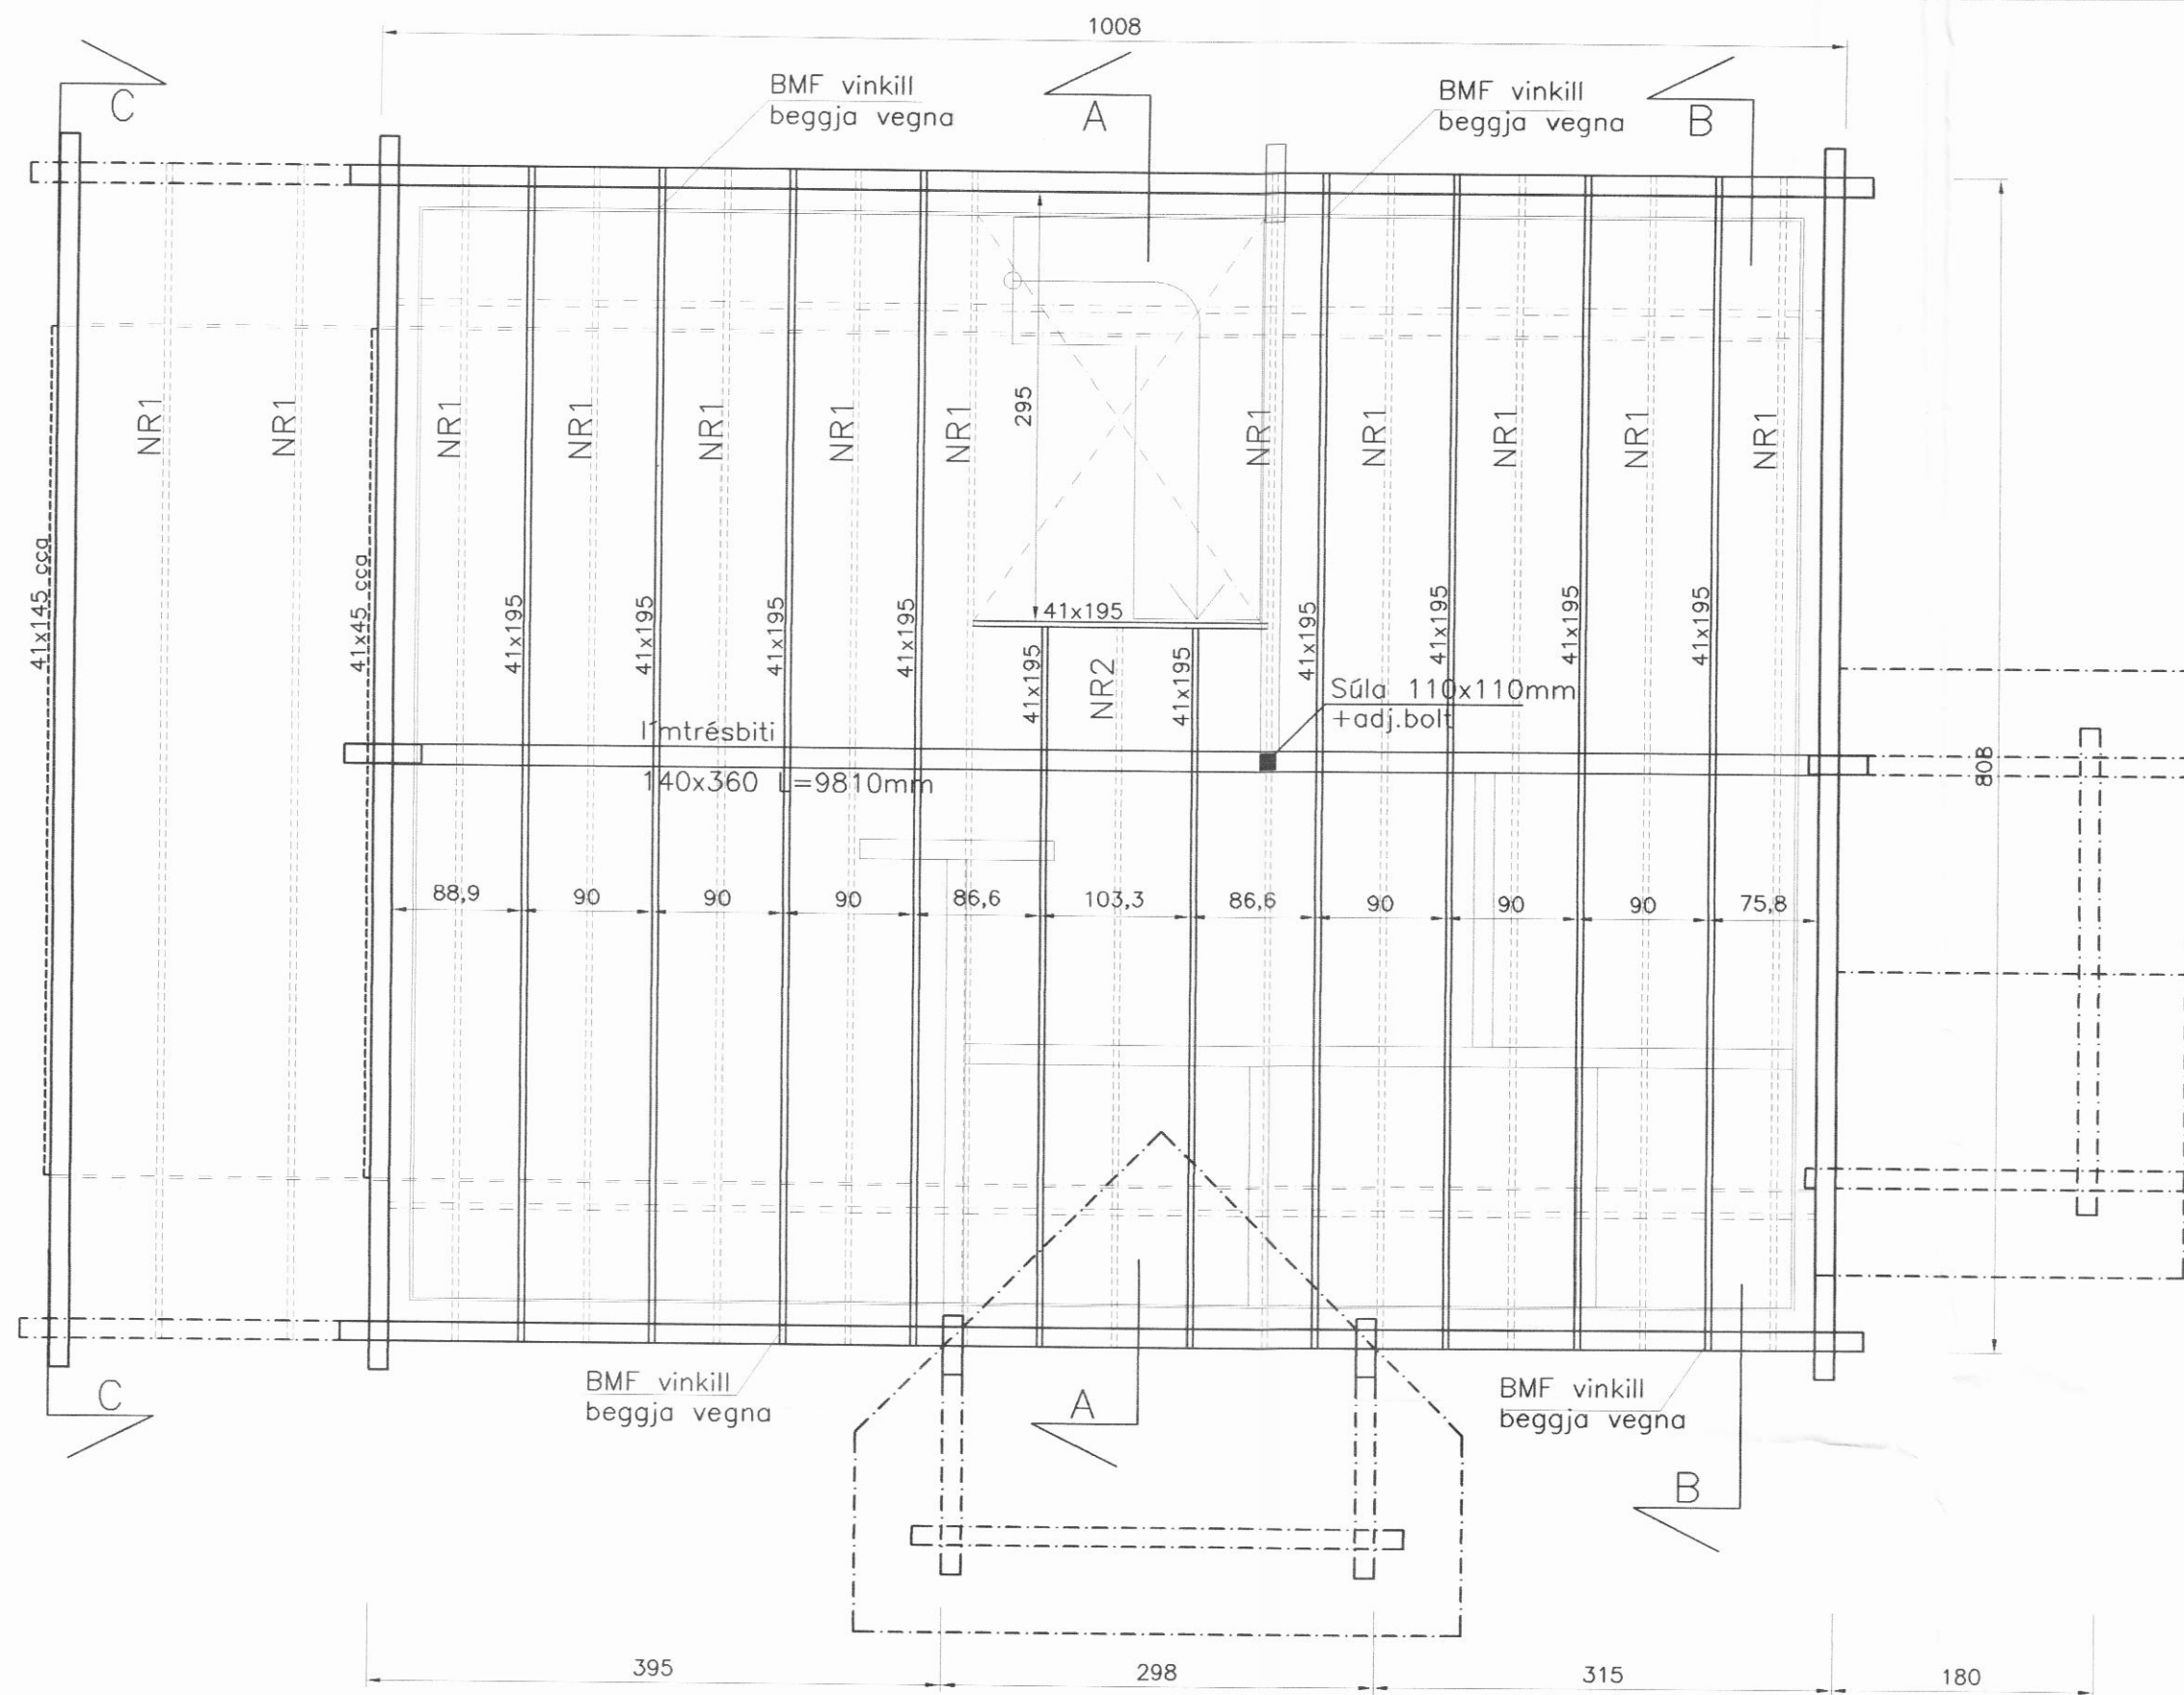 1008
C
BMF vinkill
beggja vegna
A
BMF vinkill
beggja vegna
B
NR1
NR1
NR1
NR1
NR1
NR1
NR1
295
NR1
NR1
NR1
NR1
NR1
41x145 cca
41x45 cca
41x195
41x195
41x195
41x195
41x195
41x195
41x195
41x195
41x195
41x195
NR2
41x195
Súla 110x110mm
+adj.bolt
límtrésbiti
140x360 L=9810mm
808
88,9
90
90
90
86,6
103,3
86,6
90
90
90
75,8
C
BMF vinkill
beggja vegna
A
BMF vinkill
beggja vegna
B
395
298
315
180